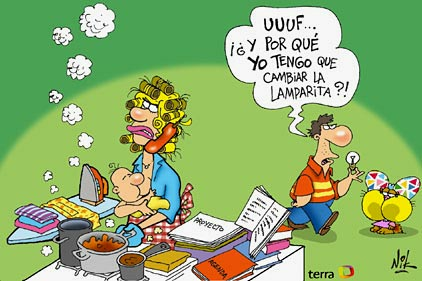 UUUF...
¡¿Y POR QUÉ
YO TENGO QUE
CAMBIAR LA
LAMPARITA?!
PROYECTO
AGENDA
terra
Nik